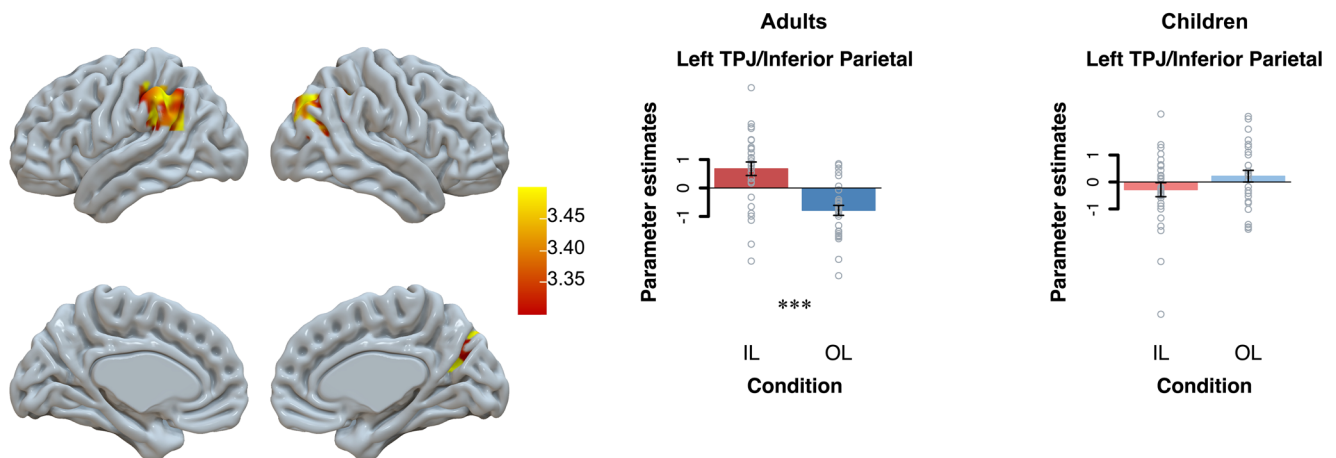 3.45
3.40
3.35
Adults
Left TPJ/Inferior Parietal
Parameter estimates
1
0
-1
***
IL OL
Condition
Children
Left TPJ/Inferior Parietal
Parameter estimates
1
0
-1
IL OL
Condition